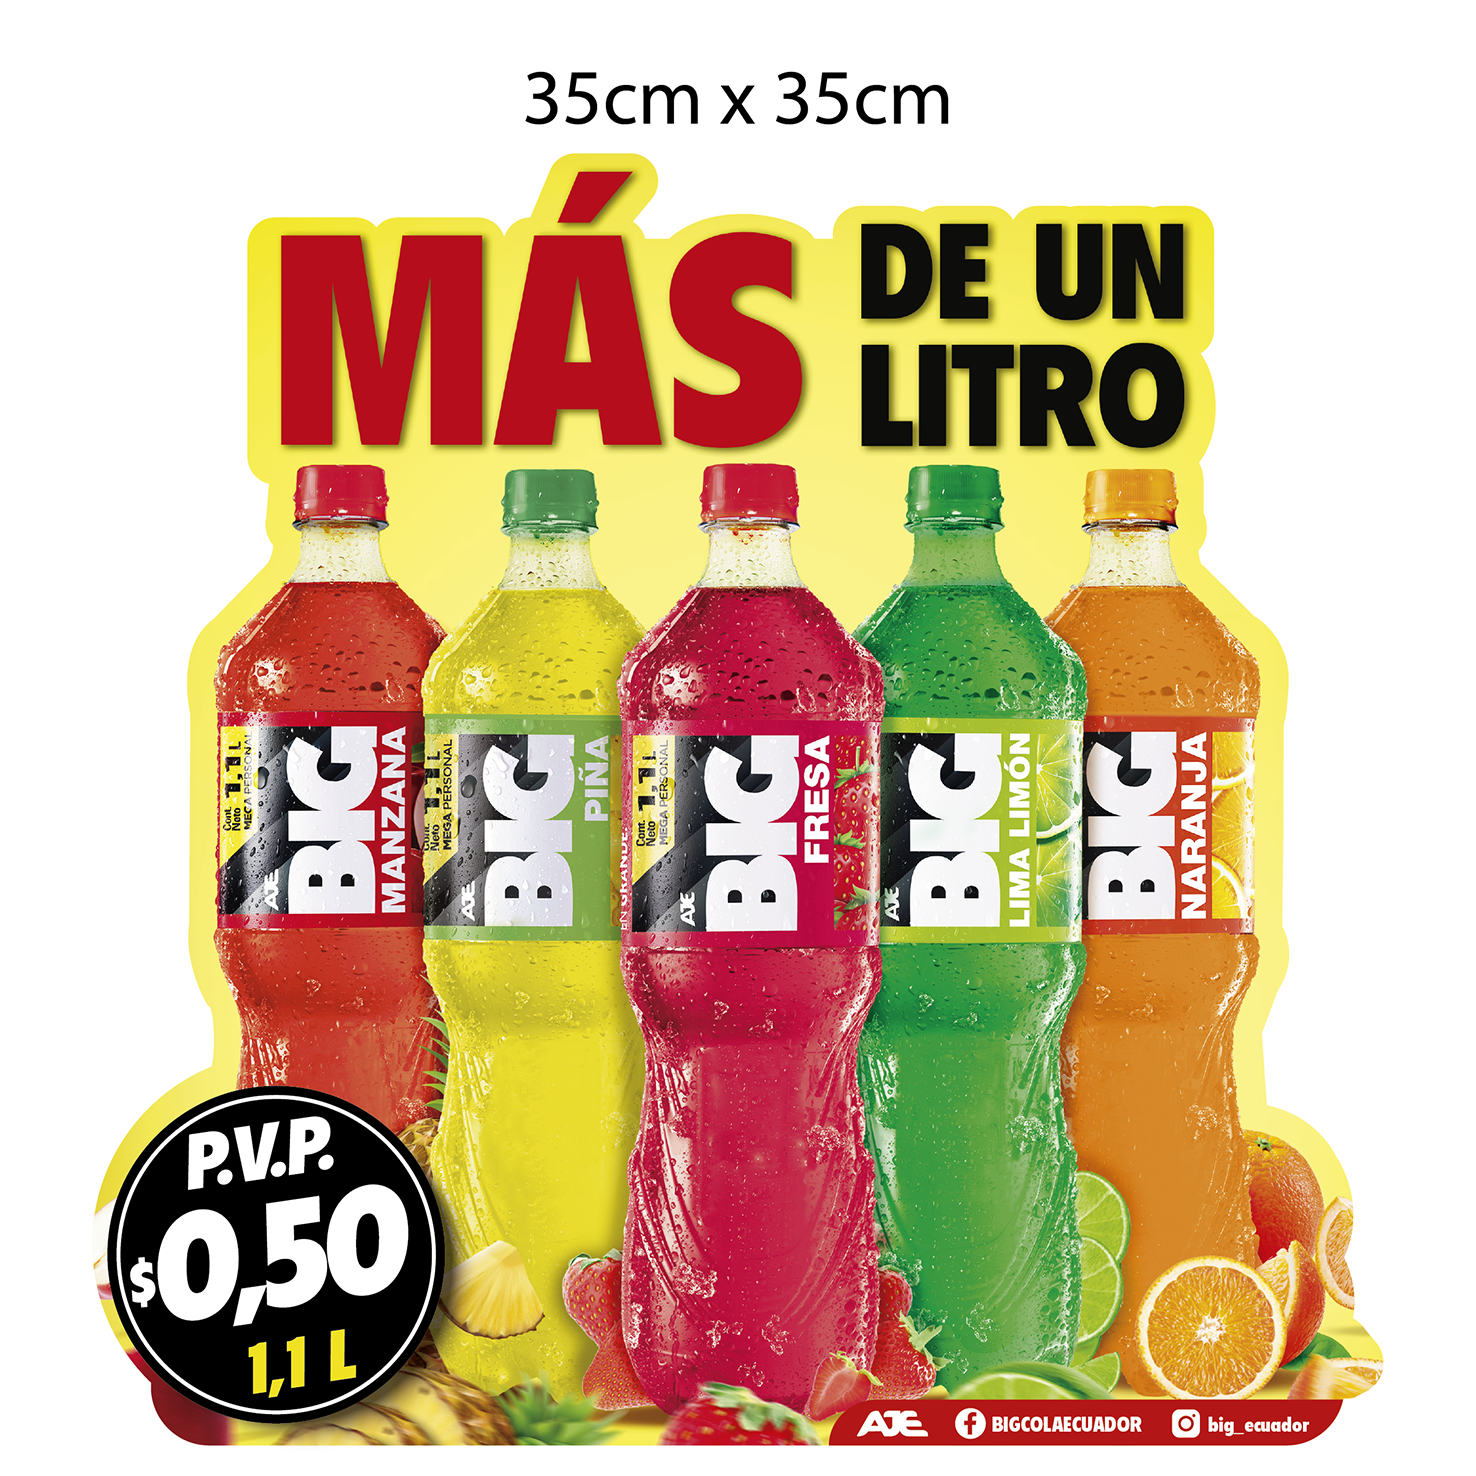 35cm x 35cm
MÁS
DE UN
LITRO
Cont.
Neto
1,1 L
MEGA PERSONAL
AJE
BIG
MANZANA
Cont.
Neto
1,1 L
MEGA PERSONAL
AJE
BIG
PIÑA
EN GRANDE
Cont.
Neto
1,1 L
MEGA PERSONAL
AJE
BIG
FRESA
AJE
BIG
LIMA LIMÓN
BIG
NARANJA
P.V.P.
$0,50
1,1 L
AJE
BIGCOLAECUADOR
big_ecuador